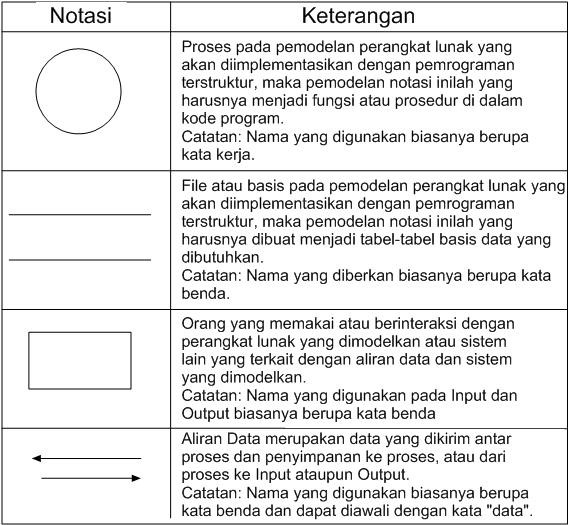 Notasi
Keterangan
Proses pada pemodelan perangkat lunak yang
akan diimplementasikan dengan pemrograman
terstruktur, maka pemodelan notasi inilah yang
harusnya menjadi fungsi atau prosedur di dalam
kode program.
Catatan: Nama yang digunakan biasanya berupa
kata kerja.
File atau basis pada pemodelan perangkat lunak yang
akan diimplementasikan dengan pemrograman
terstruktur, maka pemodelan notasi inilah yang
harusnya dibuat menjadi tabel-tabel basis data yang
dibutuhkan.
Catatan: Nama yang diberkan biasanya berupa kata
benda.
Orang yang memakai atau berinteraksi dengan
perangkat lunak yang dimodelkan atau sistem
lain yang terkait dengan aliran data dan sistem
yang dimodelkan.
Catatan: Nama yang digunakan pada Input dan
Output biasanya berupa kata benda
Aliran Data merupakan data yang dikirim antar
proses dan penyimpanan ke proses, atau dari
proses ke Input ataupun Output.
Catatan: Nama yang digunakan biasanya berupa
kata benda dan dapat diawali dengan kata "data".